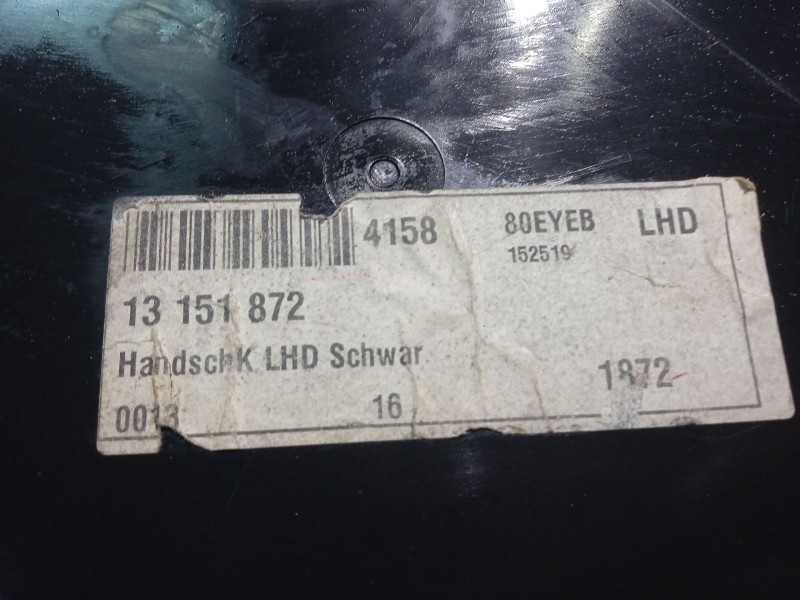 4158 80EYEB LHD
152519
13 151 872
HandschK LHD Schwar
1872
0013 16